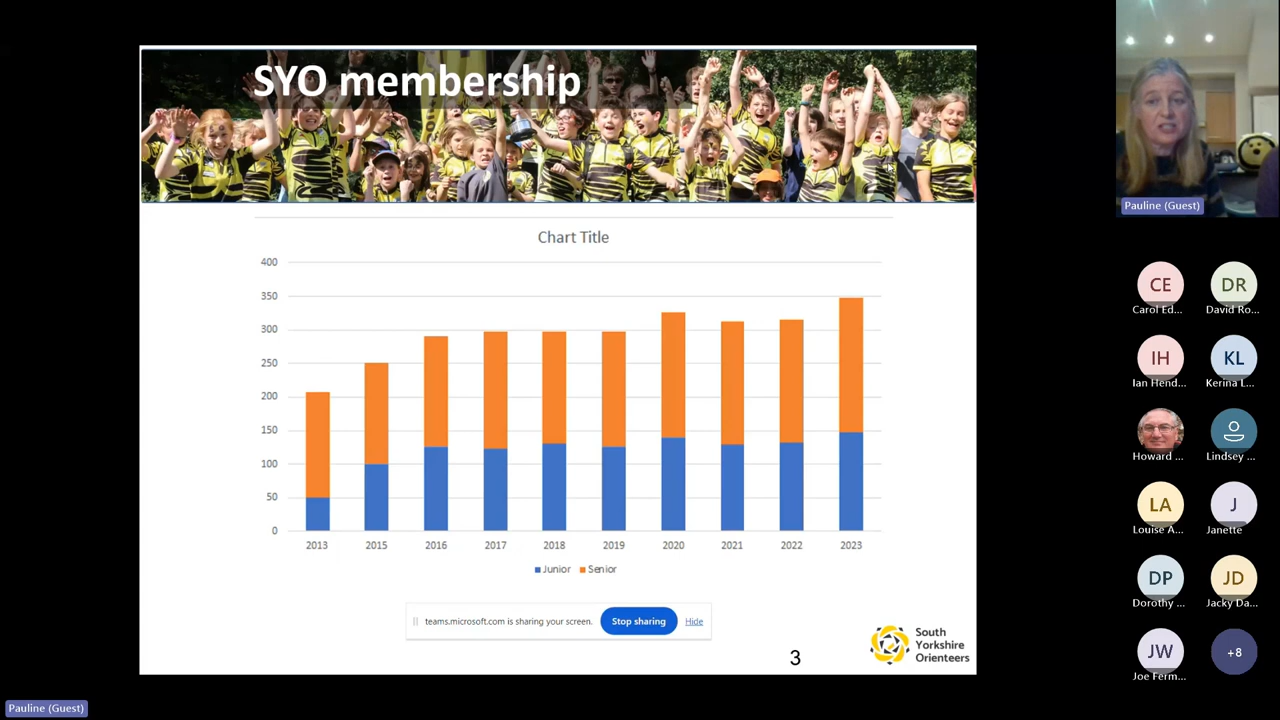 SYO membership
Chart Title
400
350
300
250
200
150
100
50
0
2013 2015 2016 2017 2018 2019 2020 2021 2022 2023
Junior Senior
teams.microsoft.com is sharing your screen. Stop sharing Hide
3
South
Yorkshire
Orienteers
Pauline (Guest)
CE DR
Carol Ed... David Ro...
IH KL
Ian Hend... Kerina L...
Howard ... Lindsey ...
LA J
Louise A... Janette
DP JD
Dorothy ... Jacky Da...
JW +8
Joe Ferm...
Pauline (Guest)